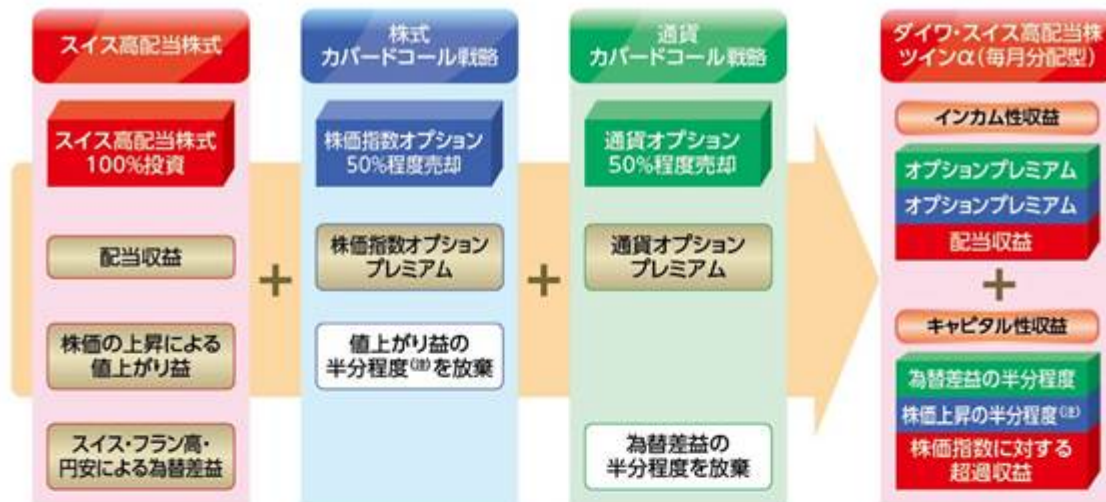 スイス高配当株式
スイス高配当株式
100%投資
配当収益
株価の上昇による
値上がり益
スイス・フラン高・
円安による為替差益
+
株式
カバードコール戦略
株価指数オプション
50%程度売却
株価指数オプション
プレミアム
値上がり益の
半分程度(注)を放棄
+
通貨
カバードコール戦略
通貨オプション
50%程度売却
通貨オプション
プレミアム
為替差益の
半分程度を放棄
ダイワ・スイス高配当株
ツインα(毎月分配型)
インカム性収益
オプションプレミアム
オプションプレミアム
配当収益
+
キャピタル性収益
為替差益の半分程度
株価上昇の半分程度(注)
株価指数に対する
超過収益